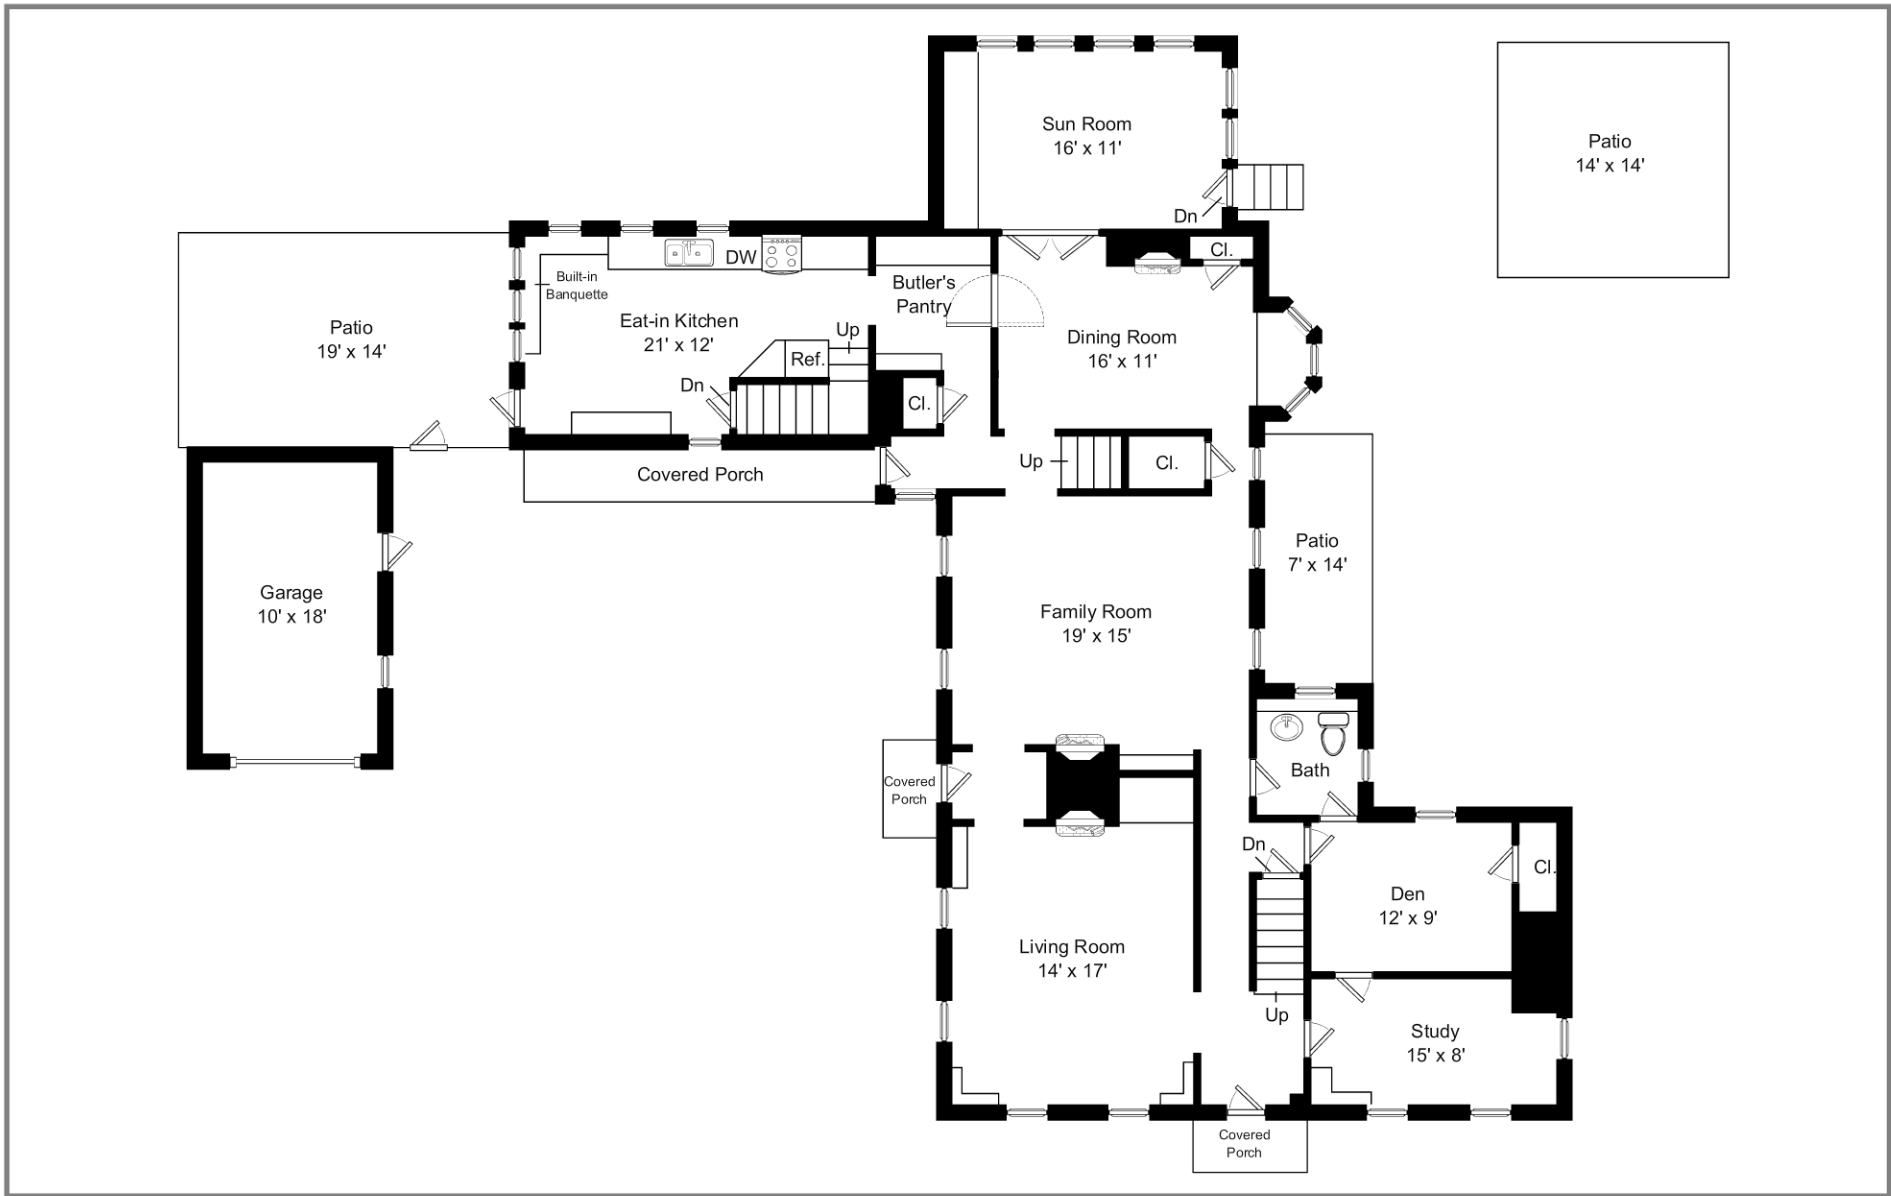 Sun Room
16' x 11'
Patio
14' x 14'
Dn
Cl.
DW
Built-in
Banquette
Butler's
Pantry
Patio
19' x 14'
Eat-in Kitchen
21' x 12'
Up
Ref.
Dining Room
16' x 11'
Dn
Cl.
Covered Porch
Up
Cl.
Patio
7' x 14'
Garage
10' x 18'
Family Room
19' x 15'
Covered
Porch
Bath
Dn
Cl.
Den
12' x 9'
Living Room
14' x 17'
Up
Study
15' x 8'
Covered
Porch